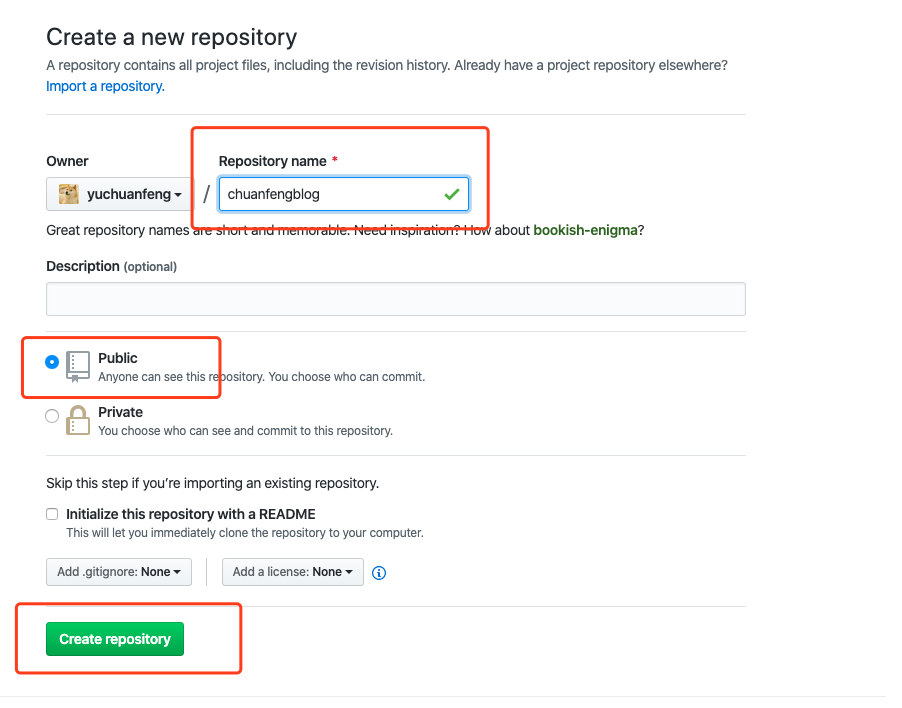 Create a new repository
A repository contains all project files, including the revision history. Already have a project repository elsewhere?
Import a repository.
Owner
Repository name *
yuchuanfeng / chuanfengblog
Great repository names are short and memorable. Need inspiration? How about bookish-enigma?
Description (optional)
Public
Anyone can see this repository. You choose who can commit.
Private
You choose who can see and commit to this repository.
Skip this step if you’re importing an existing repository.
Initialize this repository with a README
This will let you immediately clone the repository to your computer.
Add .gitignore: None
Add a license: None
Create repository